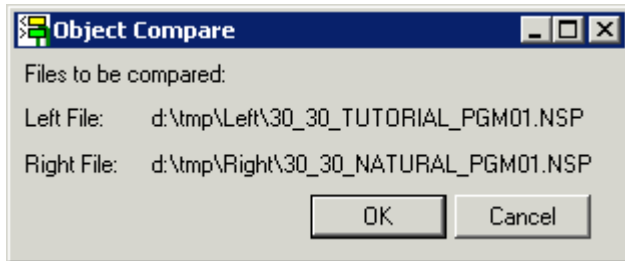 Object Compare
Files to be compared:
Left File: d:\tmp\Left\30_30_TUTORIAL_PGM01.NSP
Right File: d:\tmp\Right\30_30_NATURAL_PGM01.NSP
OK Cancel